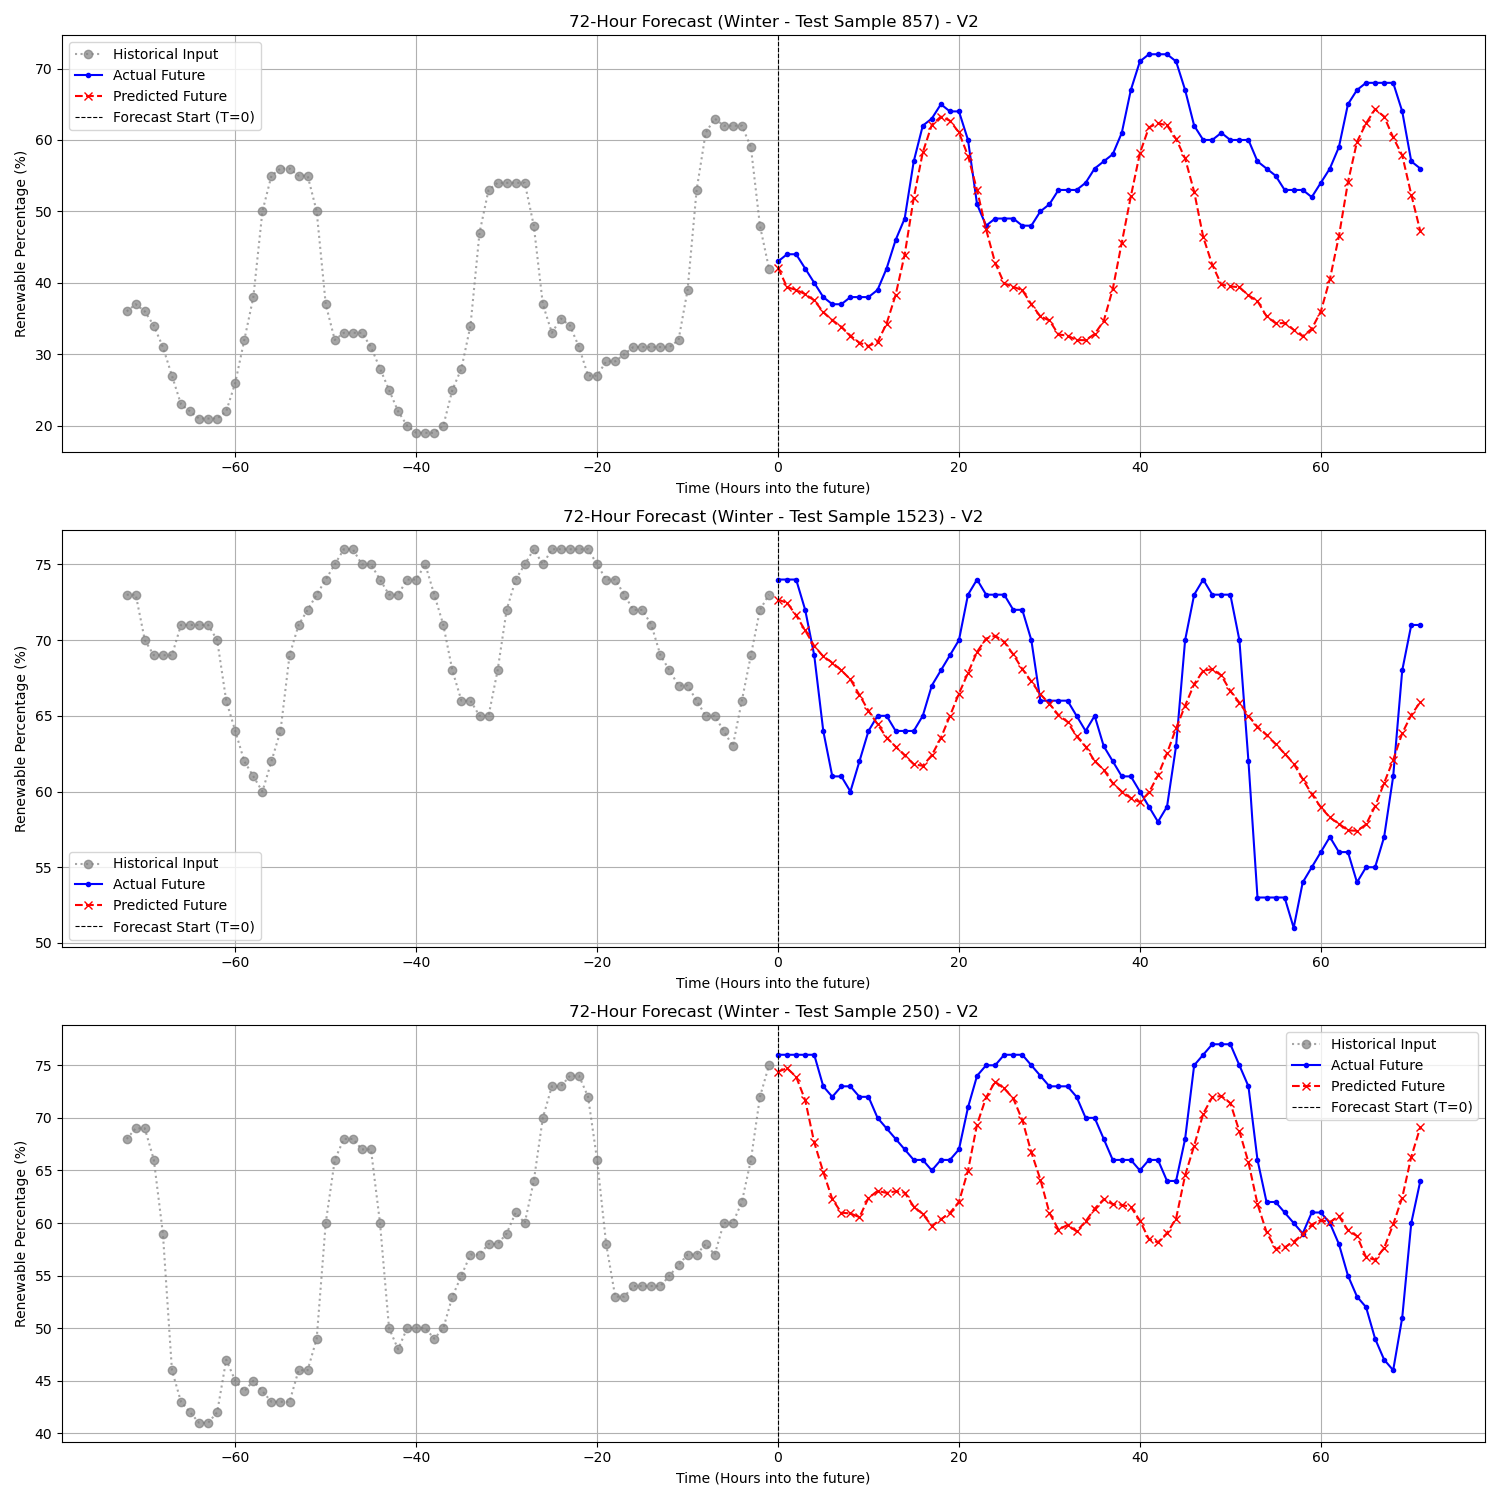 72-Hour Forecast (Winter - Test Sample 857) - V2
Historical Input
Actual Future
Predicted Future
Forecast Start (T=0)
Renewable Percentage (%)
70
60
50
40
30
20
−60 −40 −20 0 20 40 60
Time (Hours into the future)
72-Hour Forecast (Winter - Test Sample 1523) - V2
Renewable Percentage (%)
75
70
65
60
55
50
Historical Input
Actual Future
Predicted Future
Forecast Start (T=0)
−60 −40 −20 0 20 40 60
Time (Hours into the future)
72-Hour Forecast (Winter - Test Sample 250) - V2
Historical Input
Actual Future
Predicted Future
Forecast Start (T=0)
Renewable Percentage (%)
75
70
65
60
55
50
45
40
−60 −40 −20 0 20 40 60
Time (Hours into the future)